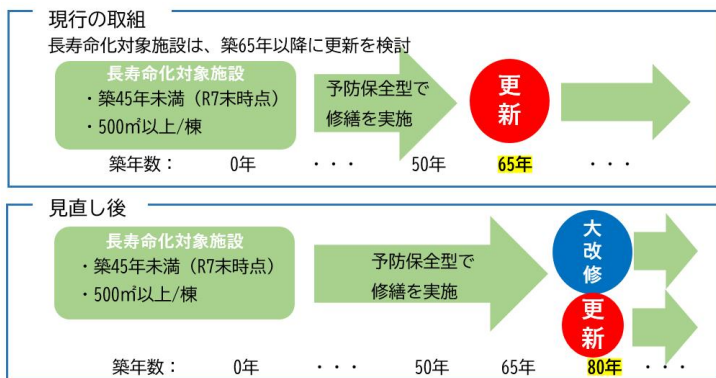 現行の取組
長寿命化対象施設は、築65年以降に更新を検討
長寿命化対象施設
・築45年未満（R7末時点）
・500㎡以上/棟
予防保全型で
修繕を実施
更新
築年数： 0年 ・・・ 50年 65年 ・・・
見直し後
長寿命化対象施設
・築45年未満（R7末時点）
・500㎡以上/棟
予防保全型で
修繕を実施
大改修
更新
築年数： 0年 ・・・ 50年 65年 80年 ・・・